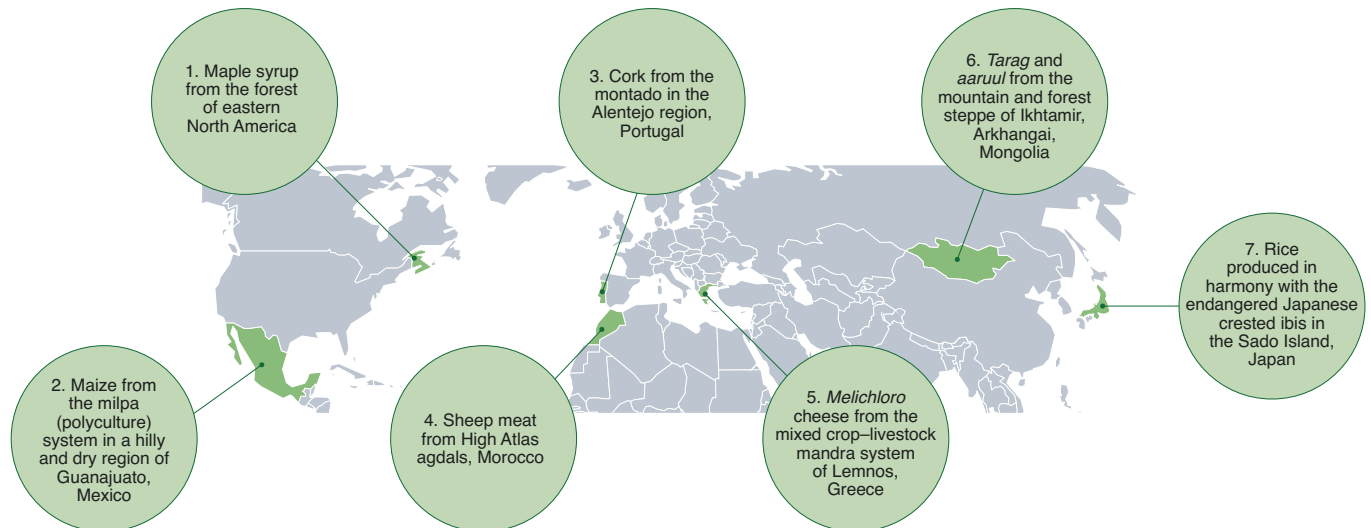 1. Maple syrup
from the forest
of eastern
North America
2. Maize from
the milpa
(polyculture)
system in a hilly
and dry region of
Guanajuato,
Mexico
3. Cork from the
montado in the
Alentejo region,
Portugal
4. Sheep meat
from High Atlas
agdals, Morocco
5. Melichloro
cheese from the
mixed crop–livestock
mandra system
of Lemnos,
Greece
6. Tarag and
aaruul from the
mountain and forest
steppe of Ikhtamir,
Arkhangai,
Mongolia
7. Rice
produced in
harmony with the
endangered Japanese
crested ibis in
the Sado Island,
Japan